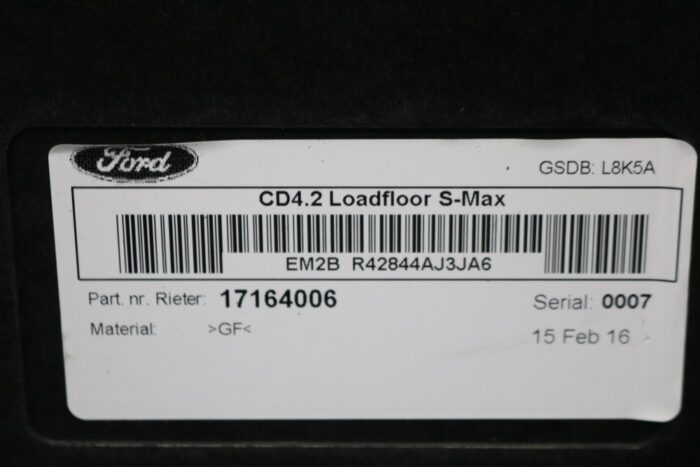 Ford
GSDB: L8K5A
CD4.2 Loadfloor S-Max
EM2B R42844AJ3JA6
Part. nr. Rieter: 17164006
Serial: 0007
Material: >GF<
15 Feb 16